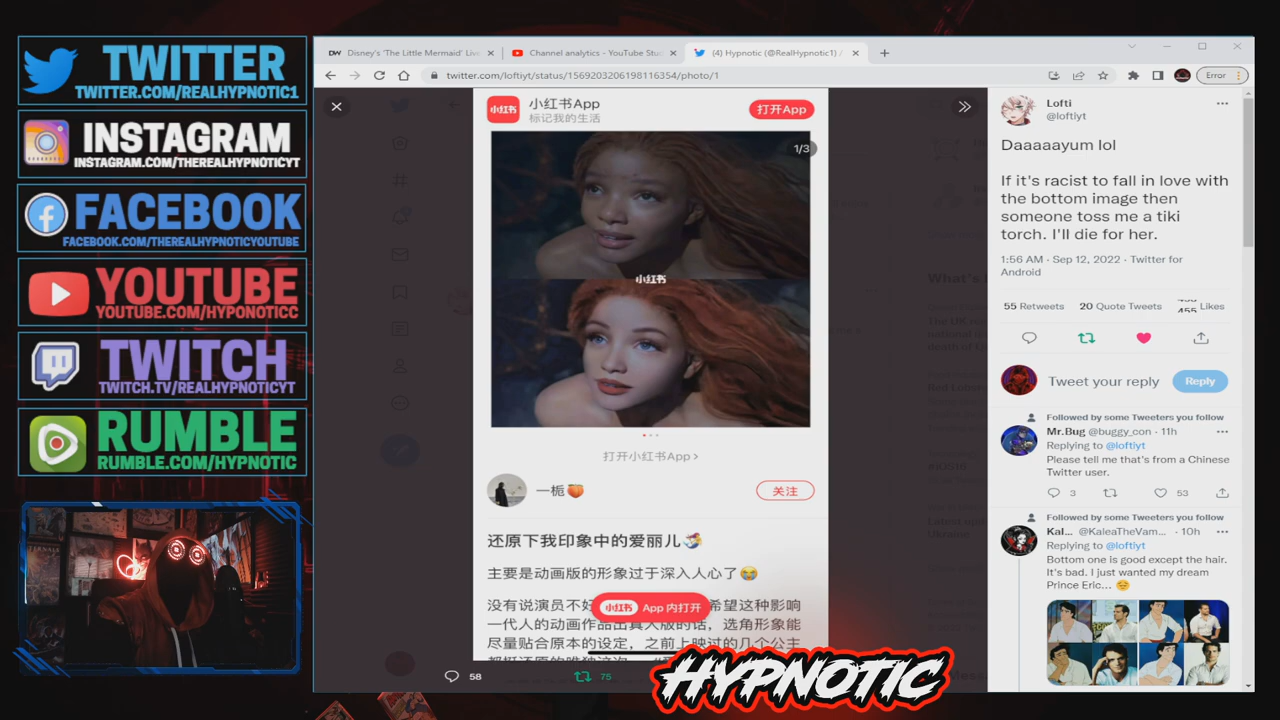 TWITTER
TWITTER.COM/REALHYPNOTIC1
INSTAGRAM
INSTAGRAM.COM/THEREALHYPNOTICYT
FACEBOOK
FACEBOOK.COM/THEREALHYPNOTICYOUTUBE
YOUTUBE
YOUTUBE.COM/HYPONOTICC
TWITCH
TWITCH.TV/REALHYPNOTICYT
RUMBLE
RUMBLE.COM/HYPNOTIC
DW Disney's 'The Little Mermaid' Liv
Channel analytics - YouTube Stu
(4) Hypnotic (@RealHypnotic1) /
twitter.com/loftiyt/status/1569203206198116354/photo/1
Error
小红书
小红书App
标记我的生活
打开App
1/3
小红书
打开小红书App >
一栀🍑
关注
还原下我印象中的爱丽儿🧜‍♀️
主要是动画版的形象过于深入人心了😭
没有说演员不好 希望这种影响
小红书 App 内打开
一代人的动画作品出真人版的话，选角形象能
尽量贴合原本的设定，之前上映过的几个公主
58
75
Lofti
@loftiyt
Daaaaayum lol
If it's racist to fall in love with
the bottom image then
someone toss me a tiki
torch. I'll die for her.
1:56 AM · Sep 12, 2022 · Twitter for
Android
55 Retweets 20 Quote Tweets 455 Likes
Tweet your reply
Reply
Followed by some Tweeters you follow
Mr.Bug @buggy_con · 11h
Replying to @loftiyt
Please tell me that's from a Chinese
Twitter user.
3
53
Followed by some Tweeters you follow
Kal... @KaleaTheVam... · 10h
Replying to @loftiyt
Bottom one is good except the hair.
It's bad. I just wanted my dream
Prince Eric... 😔
HYPNOTIC